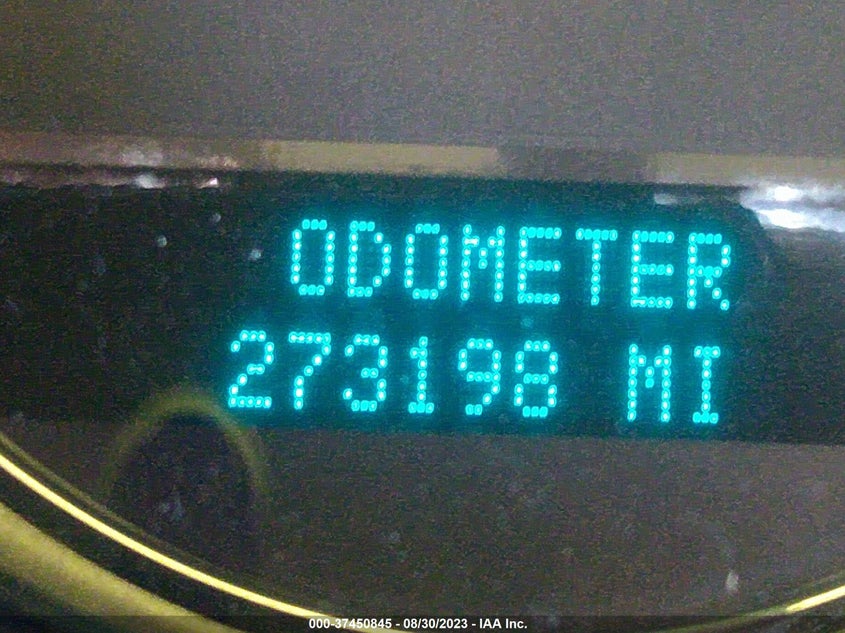 ODOMETER
273198 MI
000-37450845 - 08/30/2023 - IAA Inc.